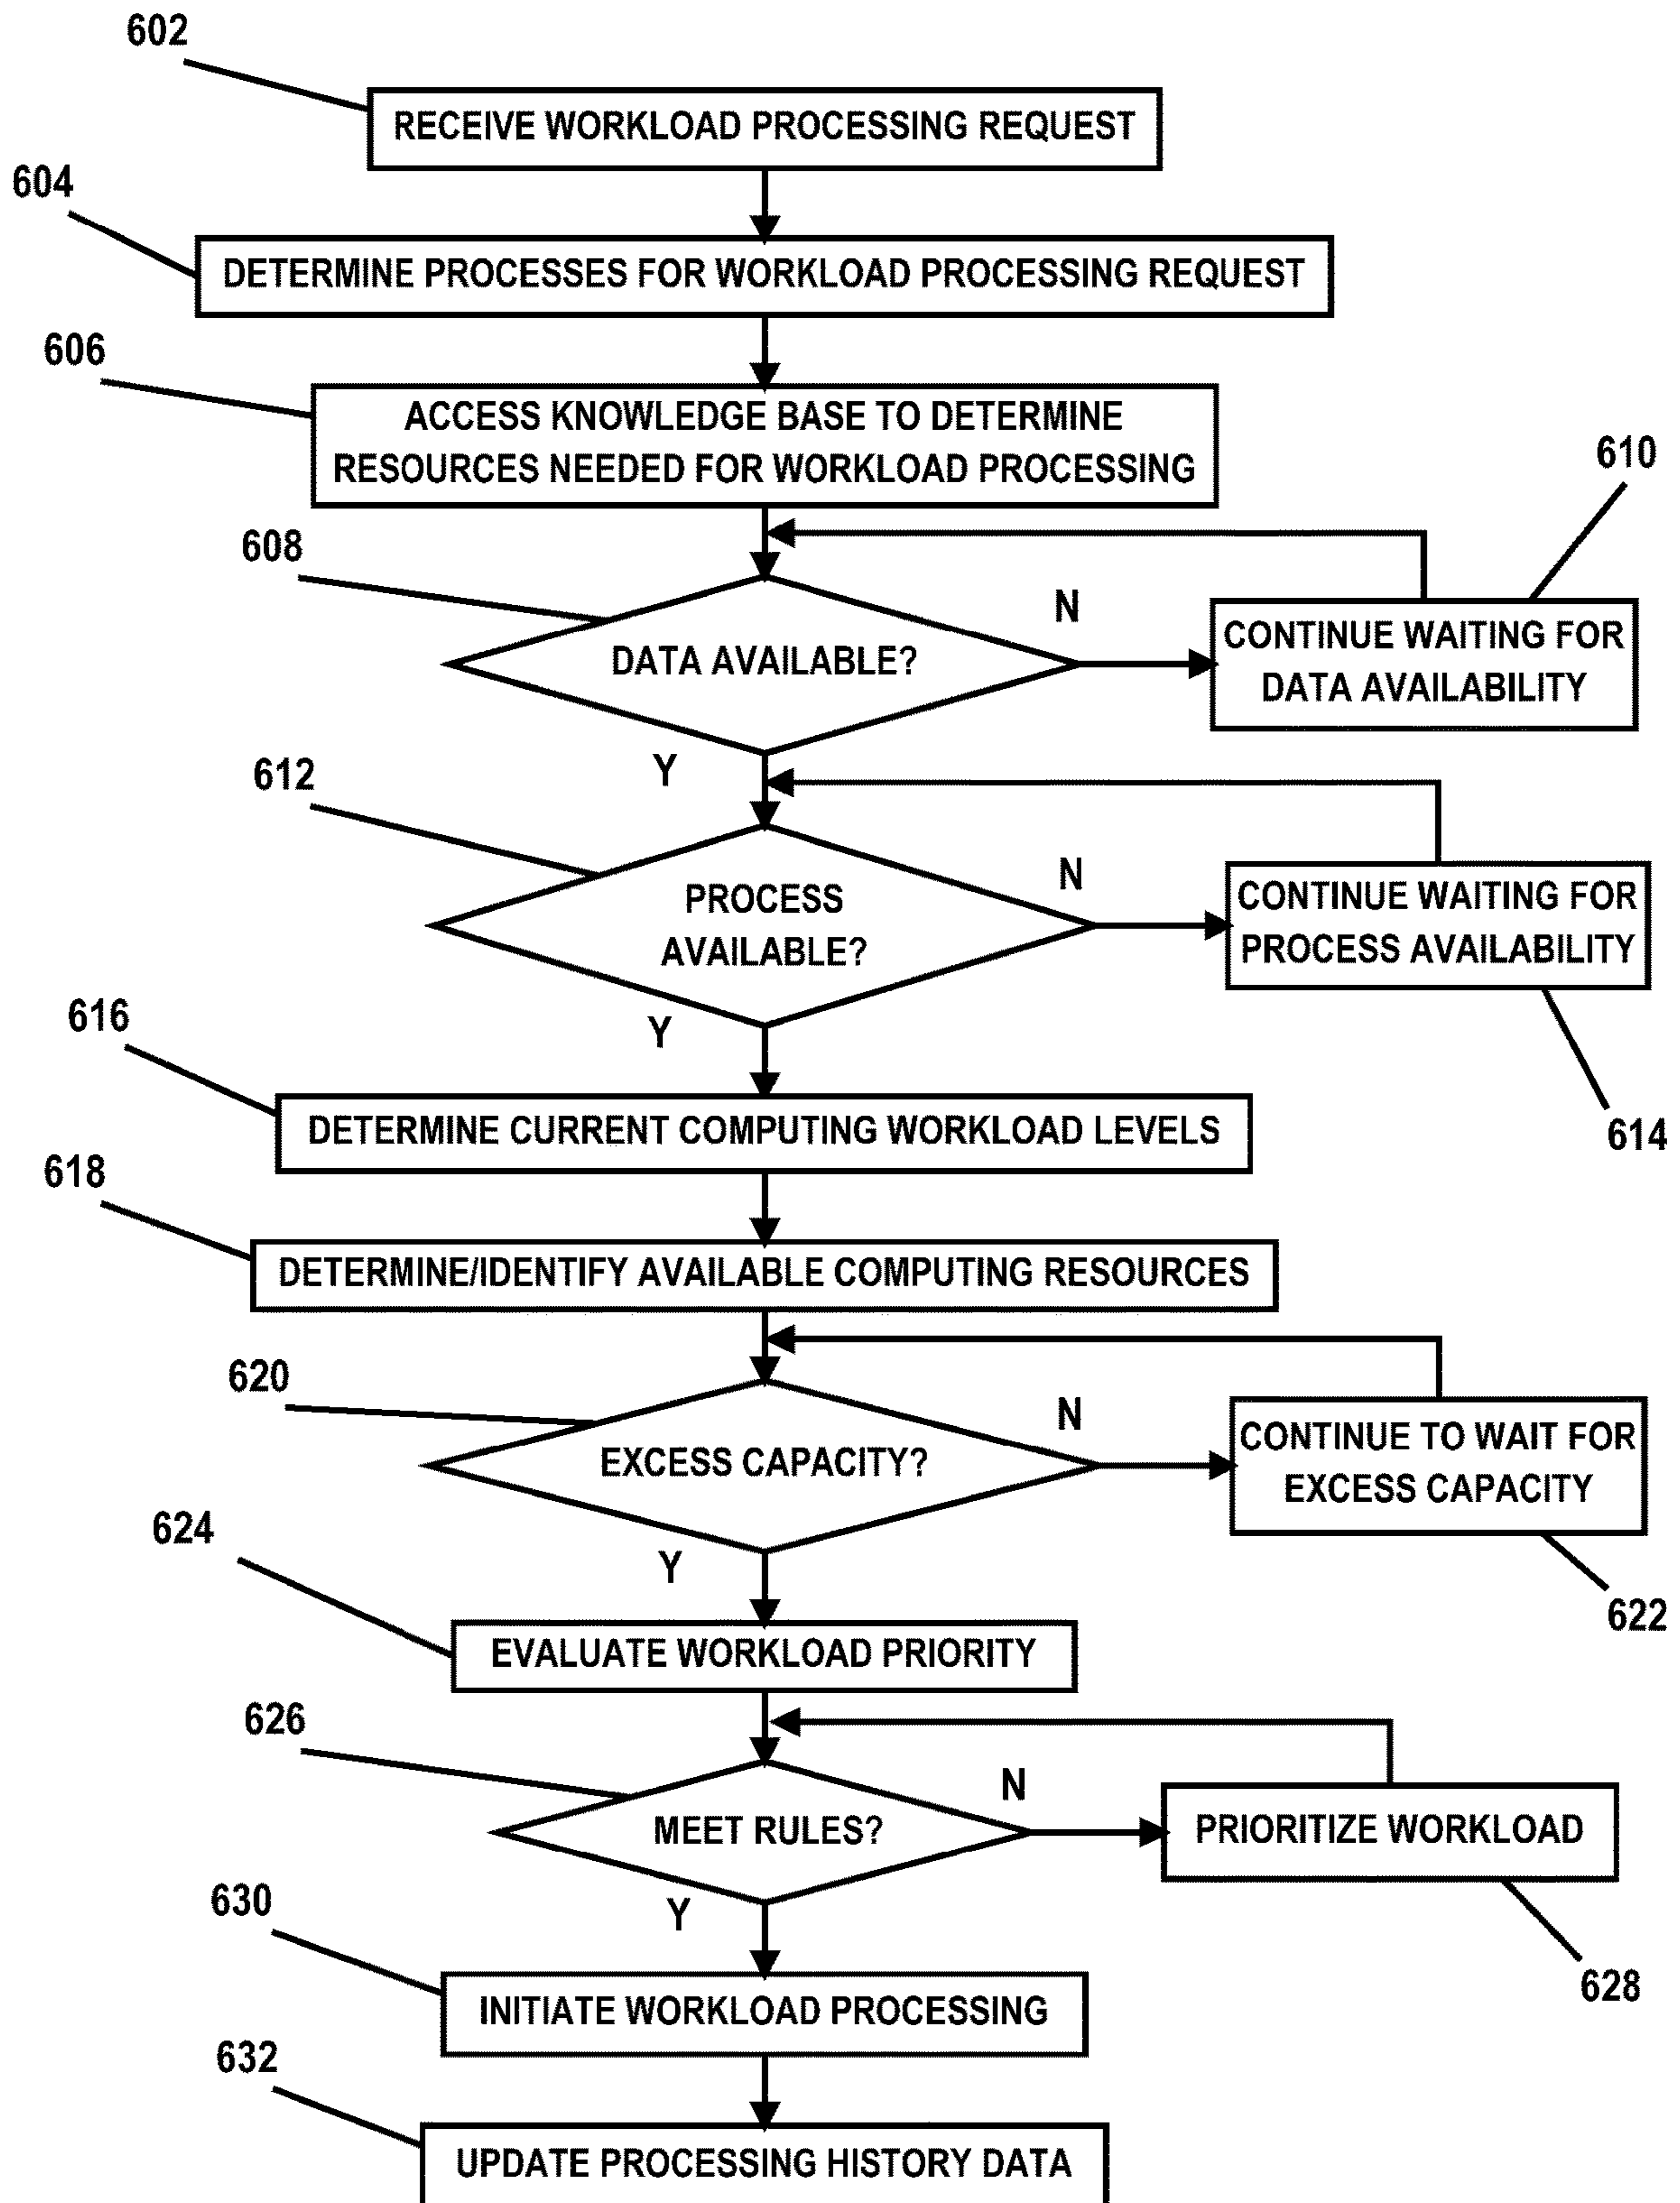 602
RECEIVE WORKLOAD PROCESSING REQUEST
604
DETERMINE PROCESSES FOR WORKLOAD PROCESSING REQUEST
606
ACCESS KNOWLEDGE BASE TO DETERMINE
RESOURCES NEEDED FOR WORKLOAD PROCESSING
610
608
N
DATA AVAILABLE?
CONTINUE WAITING FOR
DATA AVAILABILITY
Y
612
N
PROCESS
AVAILABLE?
CONTINUE WAITING FOR
PROCESS AVAILABILITY
616
Y
614
DETERMINE CURRENT COMPUTING WORKLOAD LEVELS
618
DETERMINE/IDENTIFY AVAILABLE COMPUTING RESOURCES
620
N
EXCESS CAPACITY?
CONTINUE TO WAIT FOR
EXCESS CAPACITY
624
Y
622
EVALUATE WORKLOAD PRIORITY
626
N
MEET RULES?
PRIORITIZE WORKLOAD
630
Y
628
INITIATE WORKLOAD PROCESSING
632
UPDATE PROCESSING HISTORY DATA